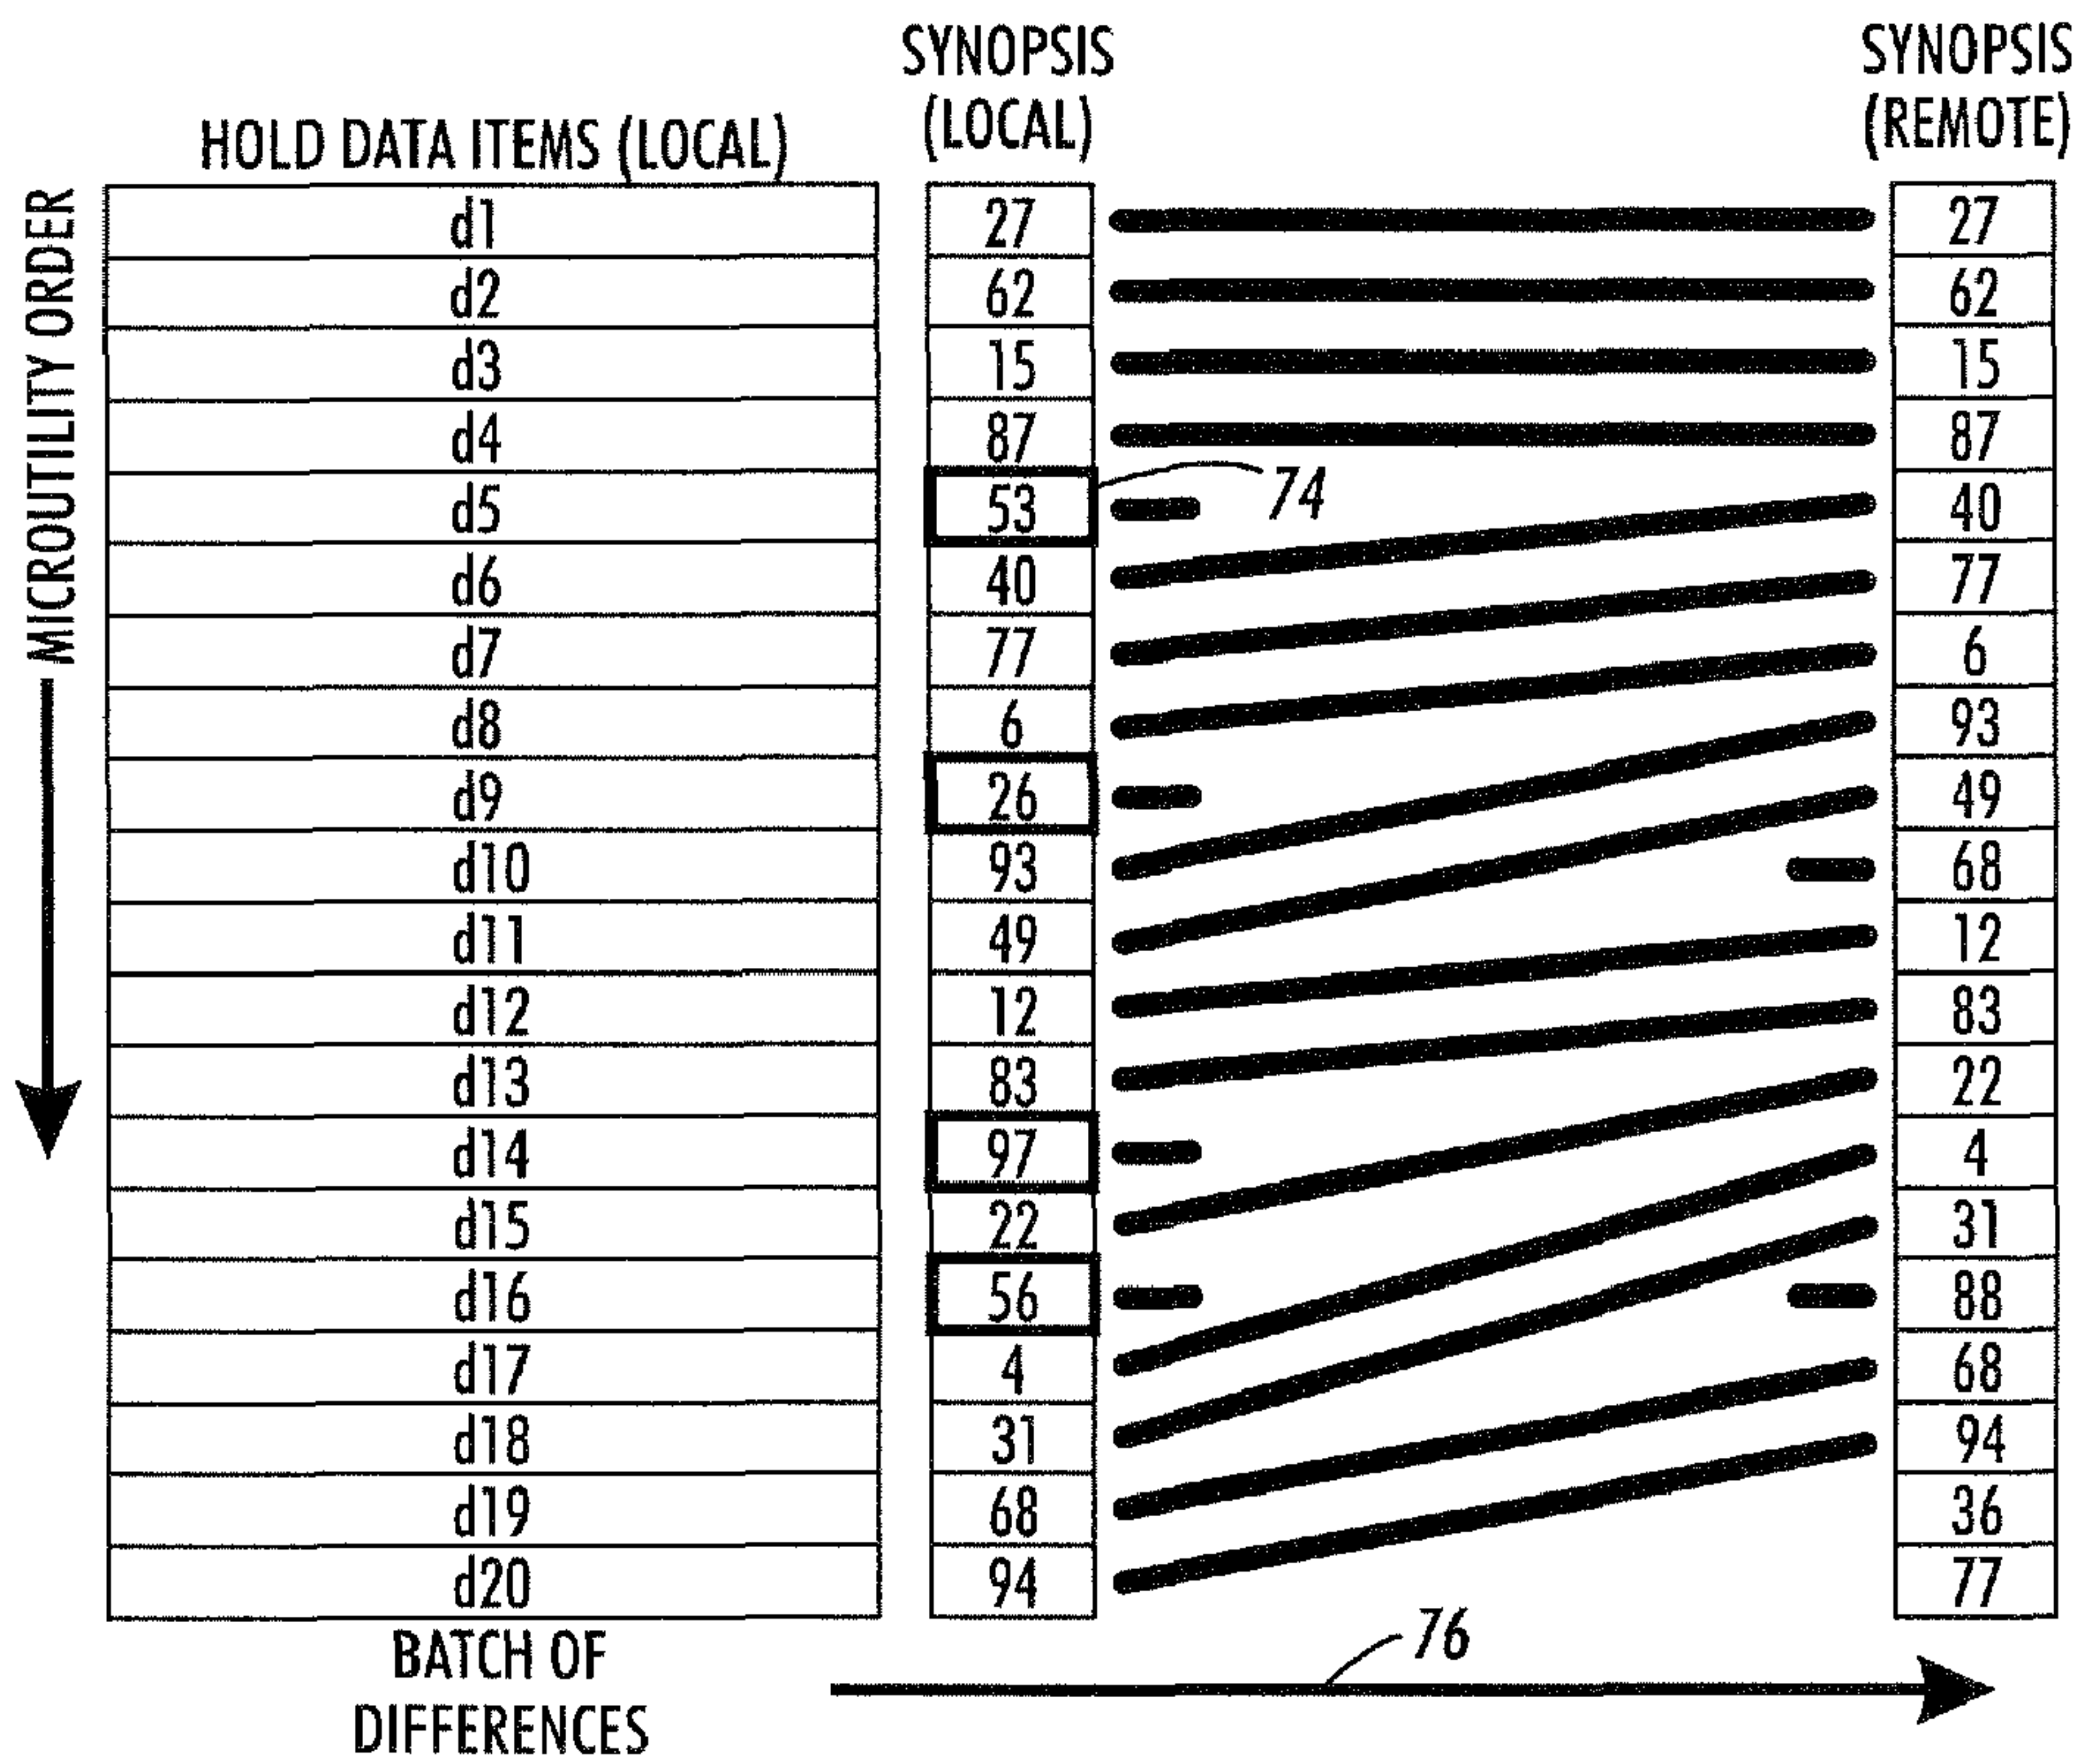 SYNOPSIS
(LOCAL)
SYNOPSIS
(REMOTE)
HOLD DATA ITEMS (LOCAL)
MICROUTILITY ORDER
d1 27 27
d2 62 62
d3 15 15
d4 87 87
d5 53 74 40
d6 40 77
d7 77 6
d8 6 93
d9 26 49
d10 93 68
d11 49 12
d12 12 83
d13 83 22
d14 97 4
d15 22 31
d16 56 88
d17 4 68
d18 31 94
d19 68 36
d20 94 77
BATCH OF
DIFFERENCES
76